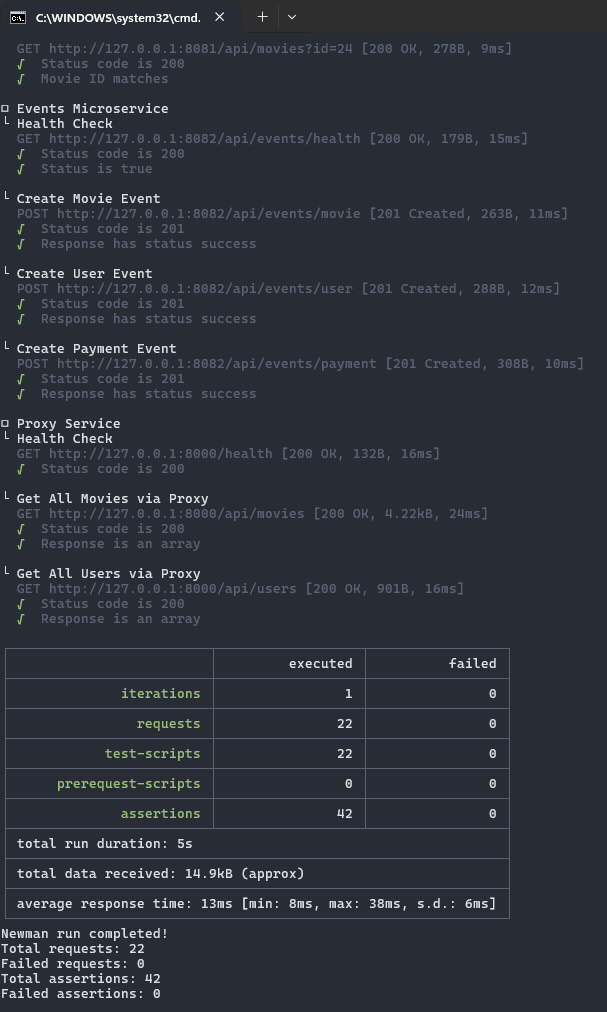 C:\WINDOWS\system32\cmd.
GET http://127.0.0.1:8081/api/movies?id=24 [200 OK, 278B, 9ms]
√ Status code is 200
√ Movie ID matches
□ Events Microservice
└ Health Check
GET http://127.0.0.1:8082/api/events/health [200 OK, 179B, 15ms]
√ Status code is 200
√ Status is true
└ Create Movie Event
POST http://127.0.0.1:8082/api/events/movie [201 Created, 263B, 11ms]
√ Status code is 201
√ Response has status success
└ Create User Event
POST http://127.0.0.1:8082/api/events/user [201 Created, 288B, 12ms]
√ Status code is 201
√ Response has status success
└ Create Payment Event
POST http://127.0.0.1:8082/api/events/payment [201 Created, 308B, 10ms]
√ Status code is 201
√ Response has status success
□ Proxy Service
└ Health Check
GET http://127.0.0.1:8000/health [200 OK, 132B, 16ms]
√ Status code is 200
└ Get All Movies via Proxy
GET http://127.0.0.1:8000/api/movies [200 OK, 4.22kB, 24ms]
√ Status code is 200
√ Response is an array
└ Get All Users via Proxy
GET http://127.0.0.1:8000/api/users [200 OK, 901B, 16ms]
√ Status code is 200
√ Response is an array
executed failed
iterations 1 0
requests 22 0
test-scripts 22 0
prerequest-scripts 0 0
assertions 42 0
total run duration: 5s
total data received: 14.9kB (approx)
average response time: 13ms [min: 8ms, max: 38ms, s.d.: 6ms]
Newman run completed!
Total requests: 22
Failed requests: 0
Total assertions: 42
Failed assertions: 0